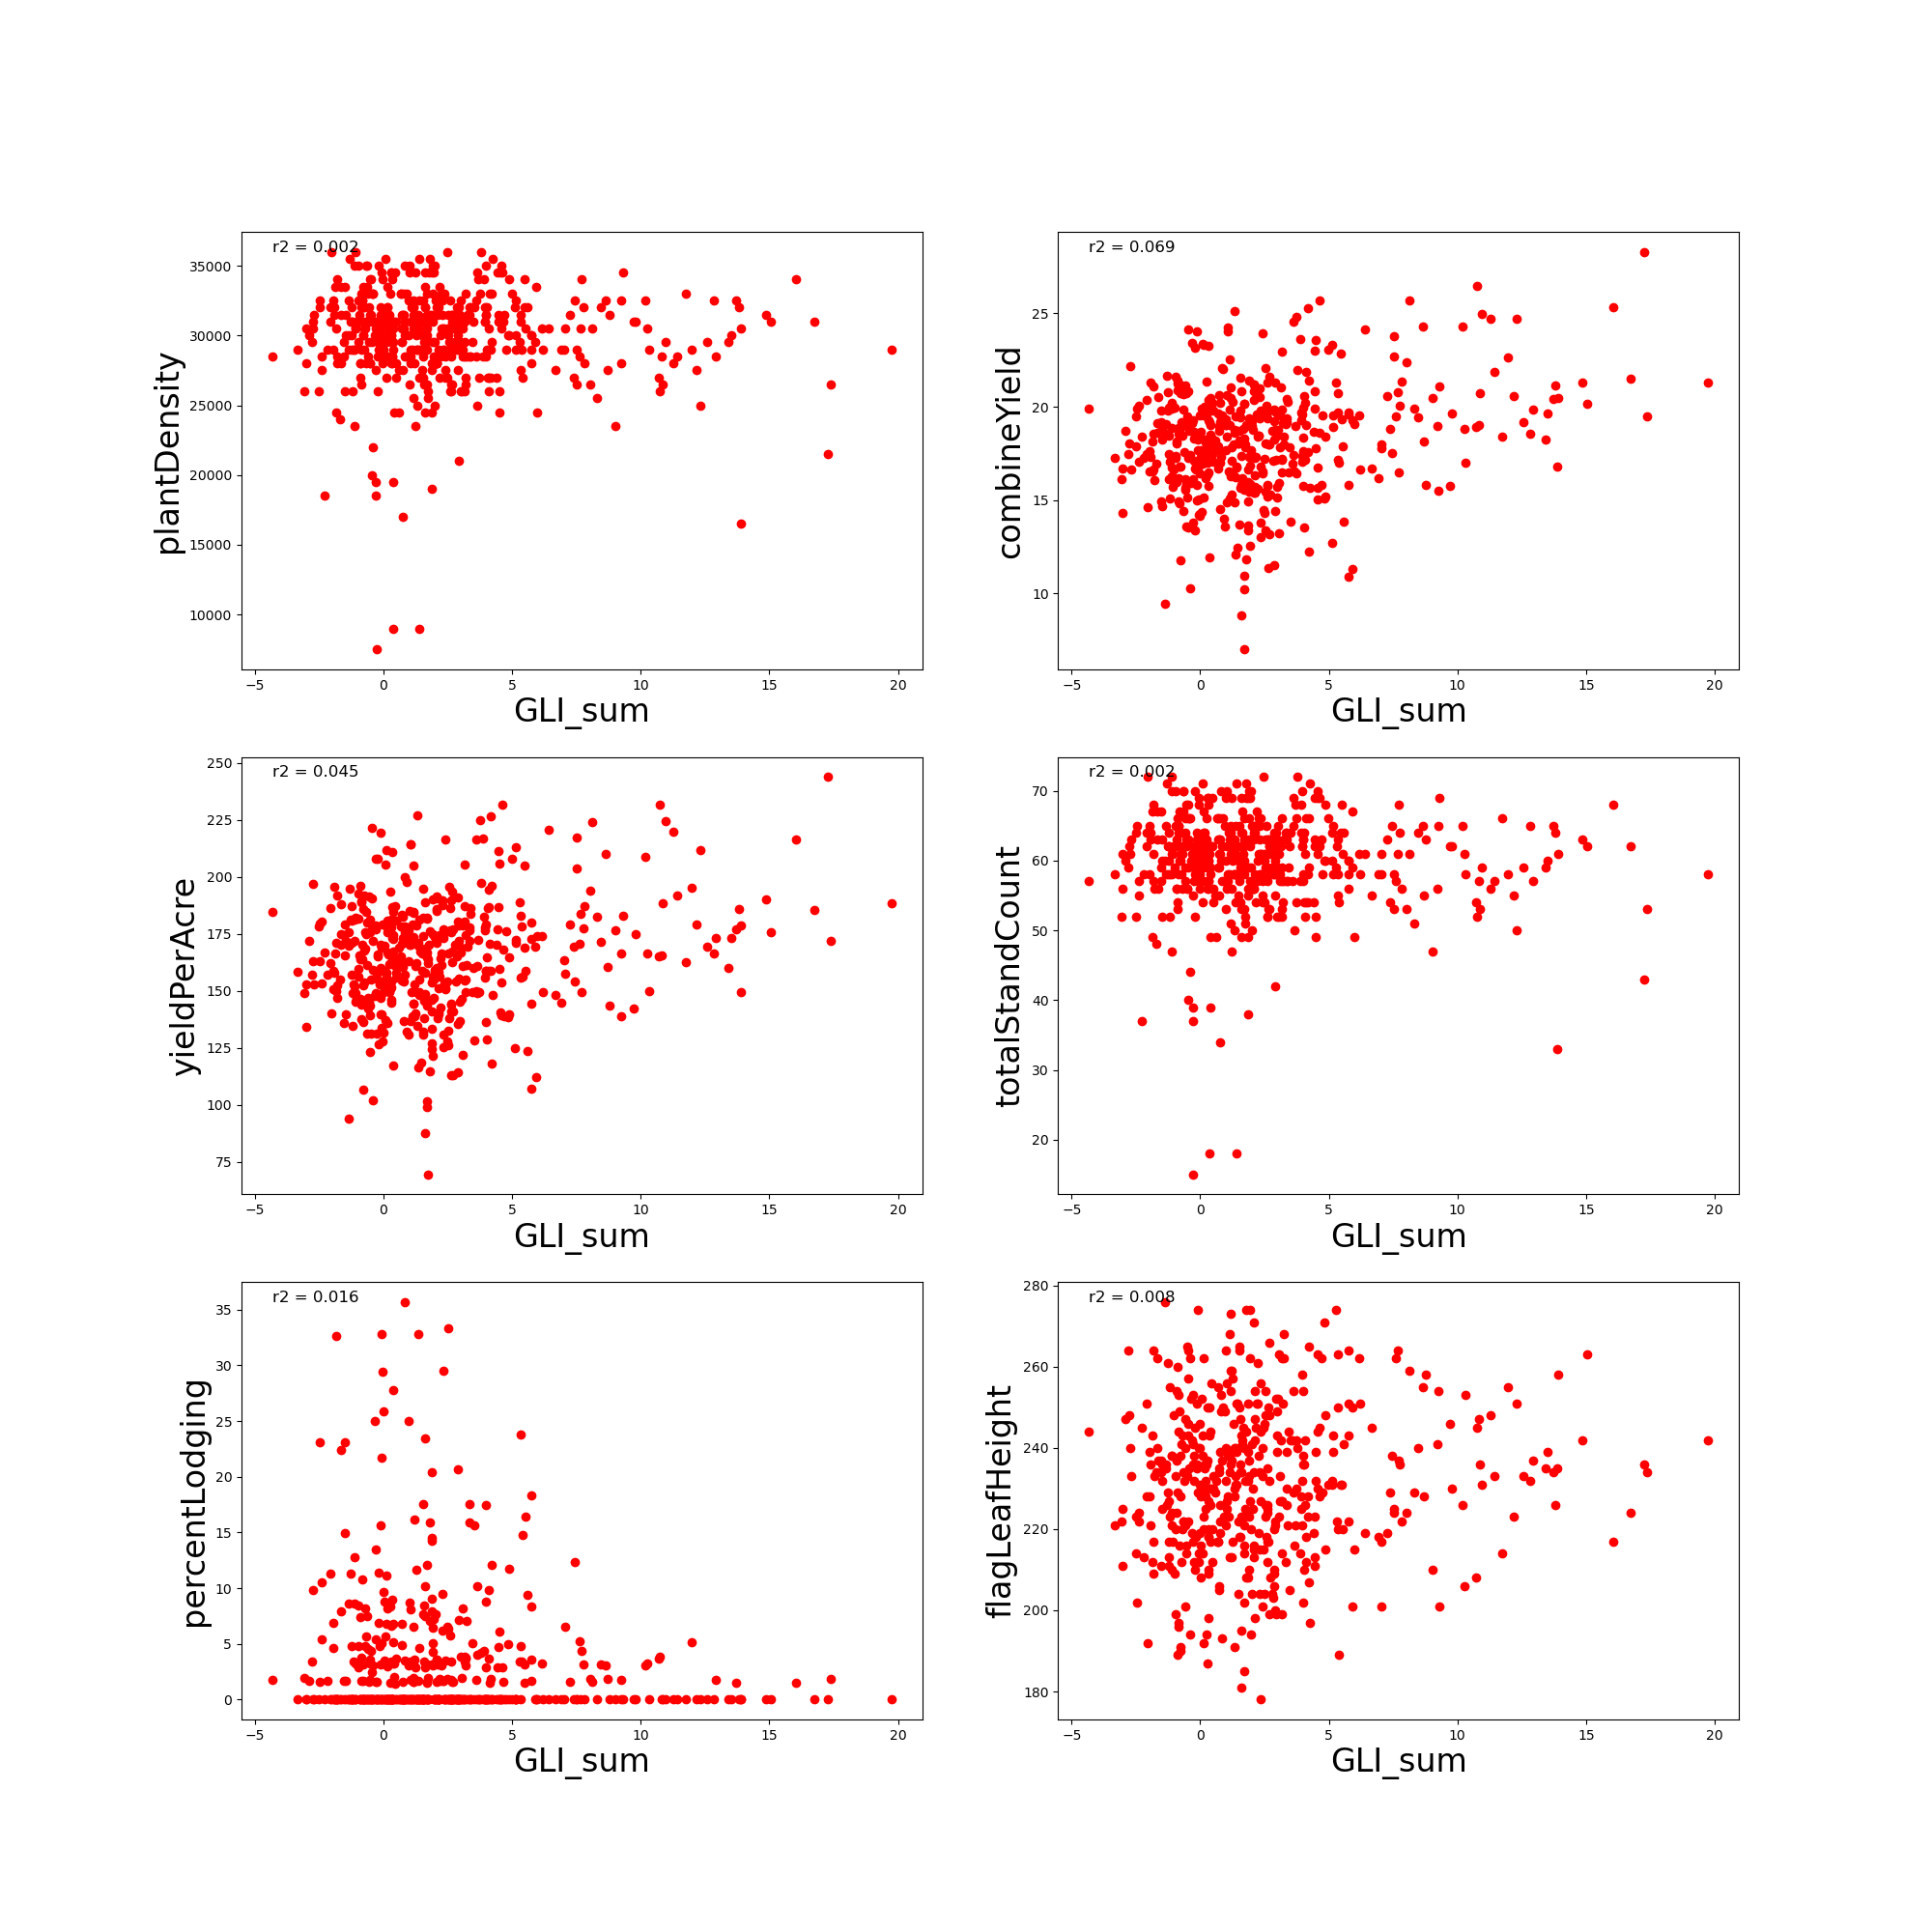 r2 = 0.002
35000
30000
25000
20000
15000
10000
plantDensity
−5 0 5 10 15 20
GLI_sum
r2 = 0.069
25
20
15
10
combineYield
−5 0 5 10 15 20
GLI_sum
r2 = 0.045
250
225
200
175
150
125
100
75
yieldPerAcre
−5 0 5 10 15 20
GLI_sum
r2 = 0.002
70
60
50
40
30
20
totalStandCount
−5 0 5 10 15 20
GLI_sum
r2 = 0.016
35
30
25
20
15
10
5
0
percentLodging
−5 0 5 10 15 20
GLI_sum
r2 = 0.008
280
260
240
220
200
180
flagLeafHeight
−5 0 5 10 15 20
GLI_sum